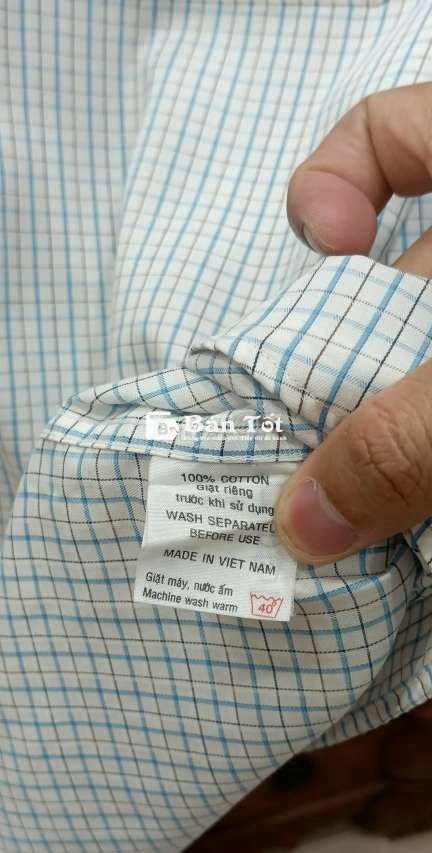 Bán Tốt
100% COTTON
Giặt riêng
trước khi sử dụng
WASH SEPARATEL
BEFORE USE
MADE IN VIET NAM
Giặt máy, nước ấm
Machine wash warm
40°